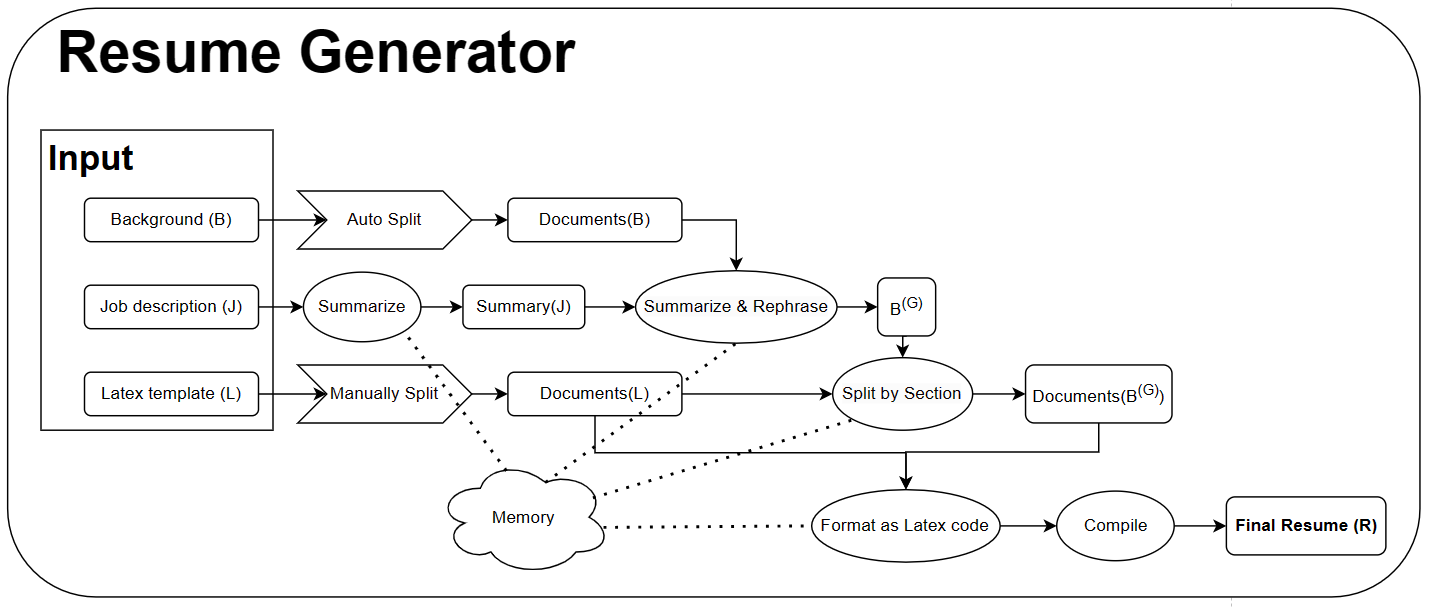 Resume Generator
Input
Background (B)
Auto Split
Documents(B)
Job description (J)
Summarize
Summary(J)
Summarize & Rephrase
B(G)
Latex template (L)
Manually Split
Documents(L)
Split by Section
Documents(B(G))
Memory
Format as Latex code
Compile
Final Resume (R)